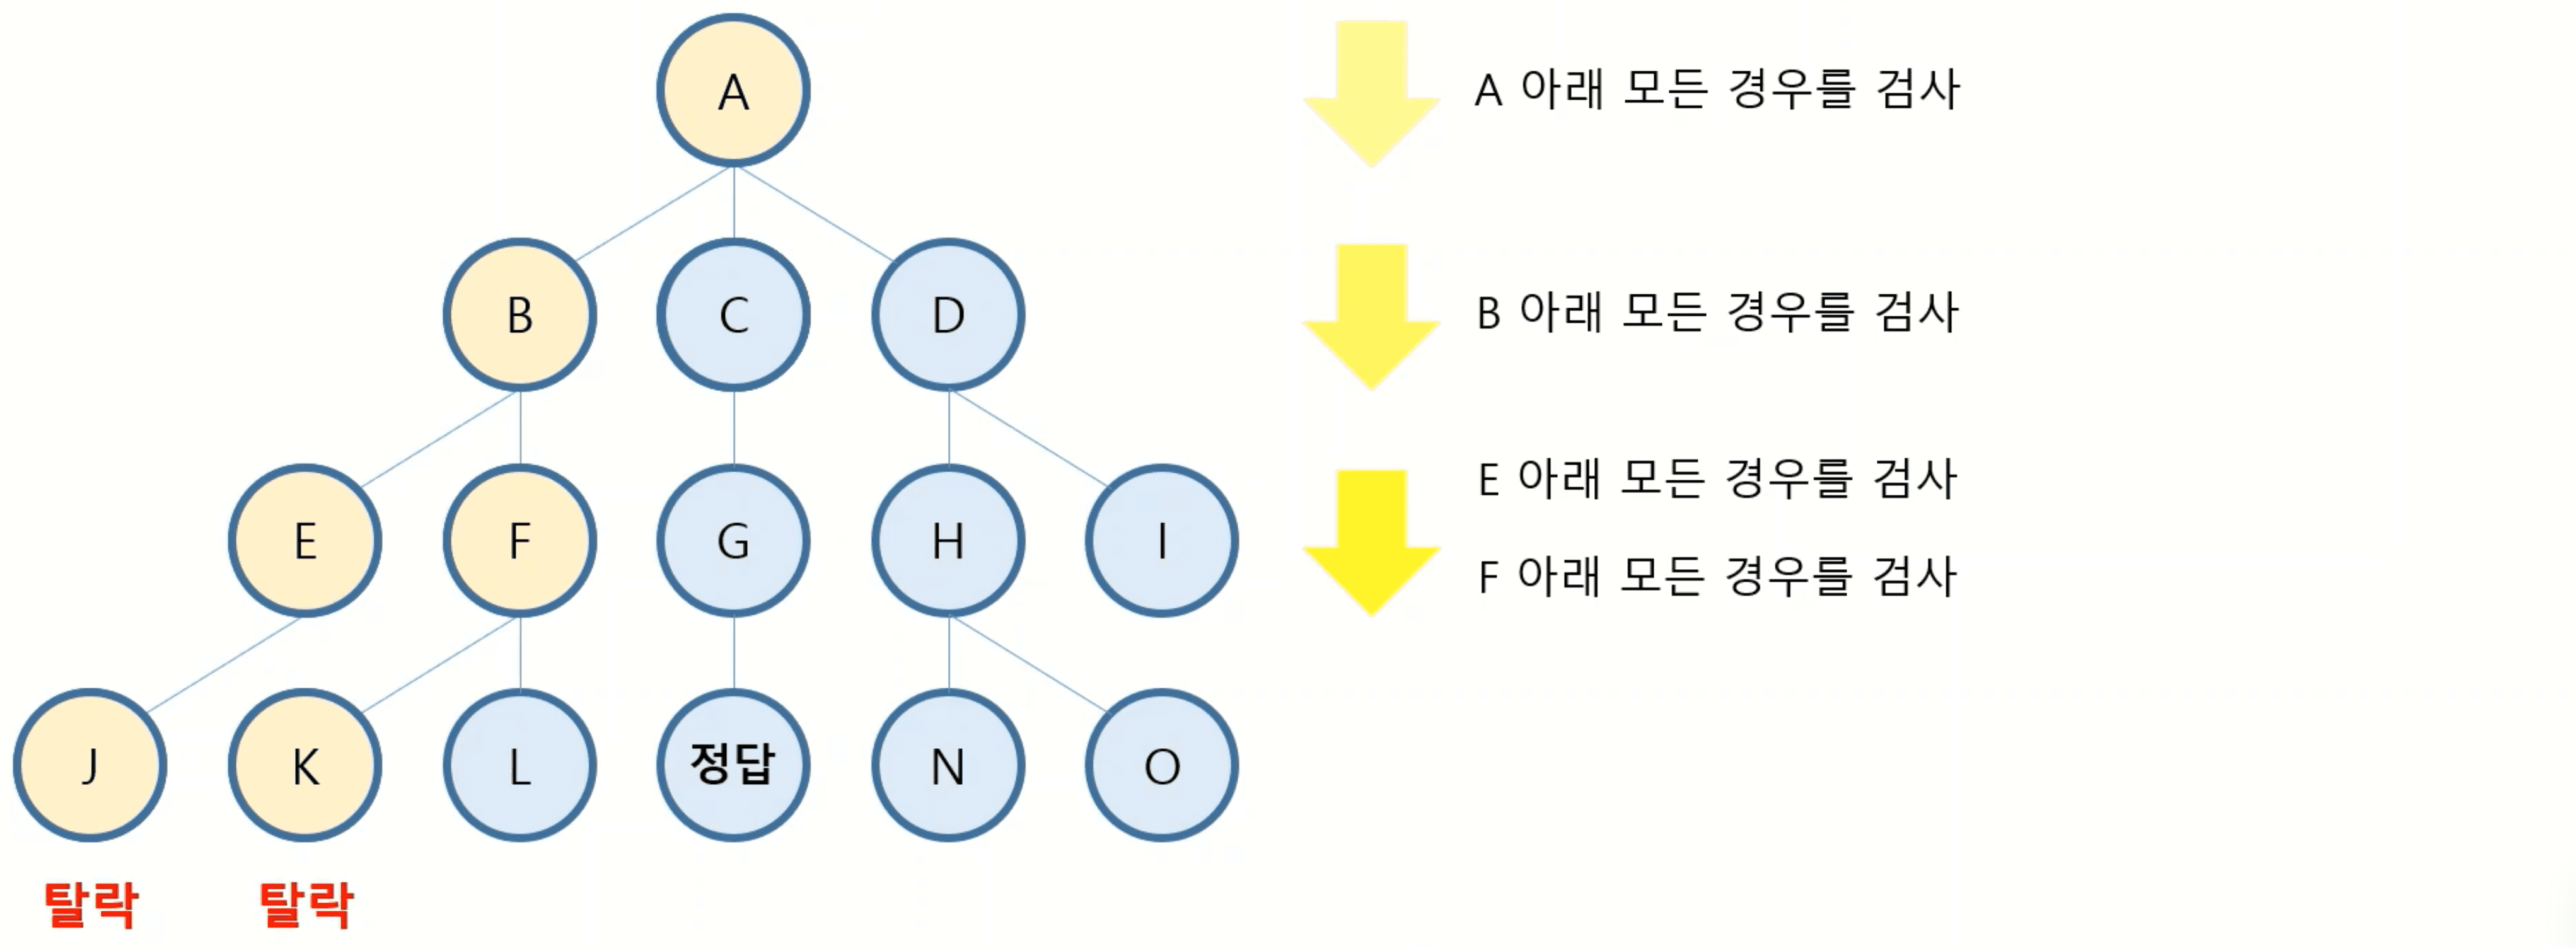 A
A 아래 모든 경우를 검사
B
C
D
B 아래 모든 경우를 검사
E
F
G
H
I
E 아래 모든 경우를 검사
F 아래 모든 경우를 검사
J
K
L
정답
N
O
탈락
탈락